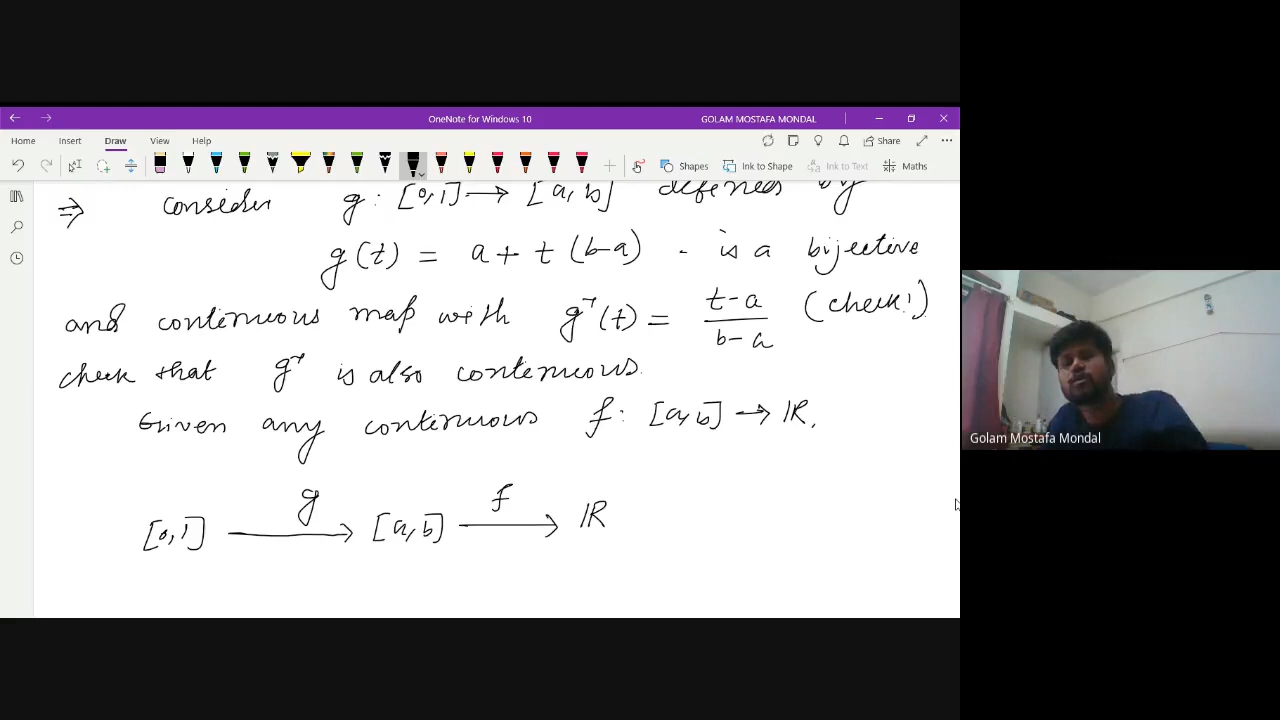 OneNote for Windows 10
GOLAM MOSTAFA MONDAL
Home Insert Draw View Help
Share
Shapes Ink to Shape Ink to Text Maths
⇒ consider g : [0,1] → [a, b] defined by
g(t) = a + t (b-a) - is a bijective
and continuous map with g⁻¹(t) = t-a / b-a (check!)
check that g⁻¹ is also continuous.
Given any continuous f : [a, b] → ℝ,
g f
[0,1] → [a, b] → ℝ
Golam Mostafa Mondal